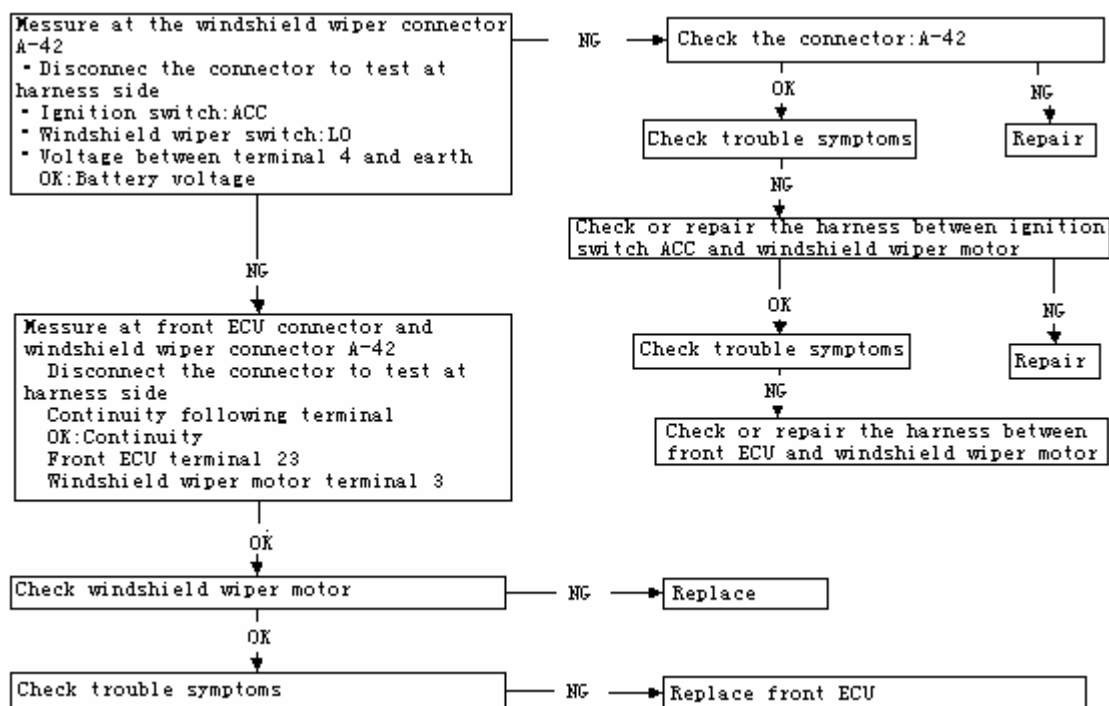 Messure at the windshield wiper connector
A-42
- Disconnec the connector to test at
harness side
- Ignition switch:ACC
- Windshield wiper switch:LO
- Voltage between terminal 4 and earth
OK:Battery voltage
NG
Check the connector:A-42
OK
NG
Check trouble symptoms
Repair
NG
Check or repair the harness between ignition
switch ACC and windshield wiper motor
OK
NG
Check trouble symptoms
Repair
NG
Check or repair the harness between
front ECU and windshield wiper motor
NG
Messure at front ECU connector and
windshield wiper connector A-42
Disconnect the connector to test at
harness side
Continuity following terminal
OK:Continuity
Front ECU terminal 23
Windshield wiper motor terminal 3
OK
Check windshield wiper motor
NG
Replace
OK
Check trouble symptoms
NG
Replace front ECU